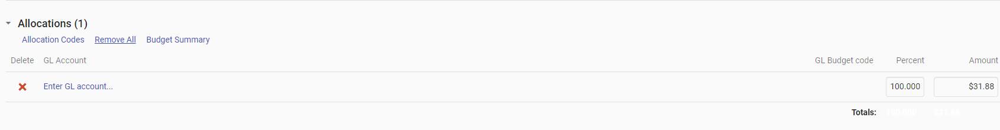 Allocations (1)
Allocation Codes Remove All Budget Summary
Delete GL Account GL Budget code Percent Amount
Enter GL account... 100.000 $31.88
Totals: 100.000 $31.88